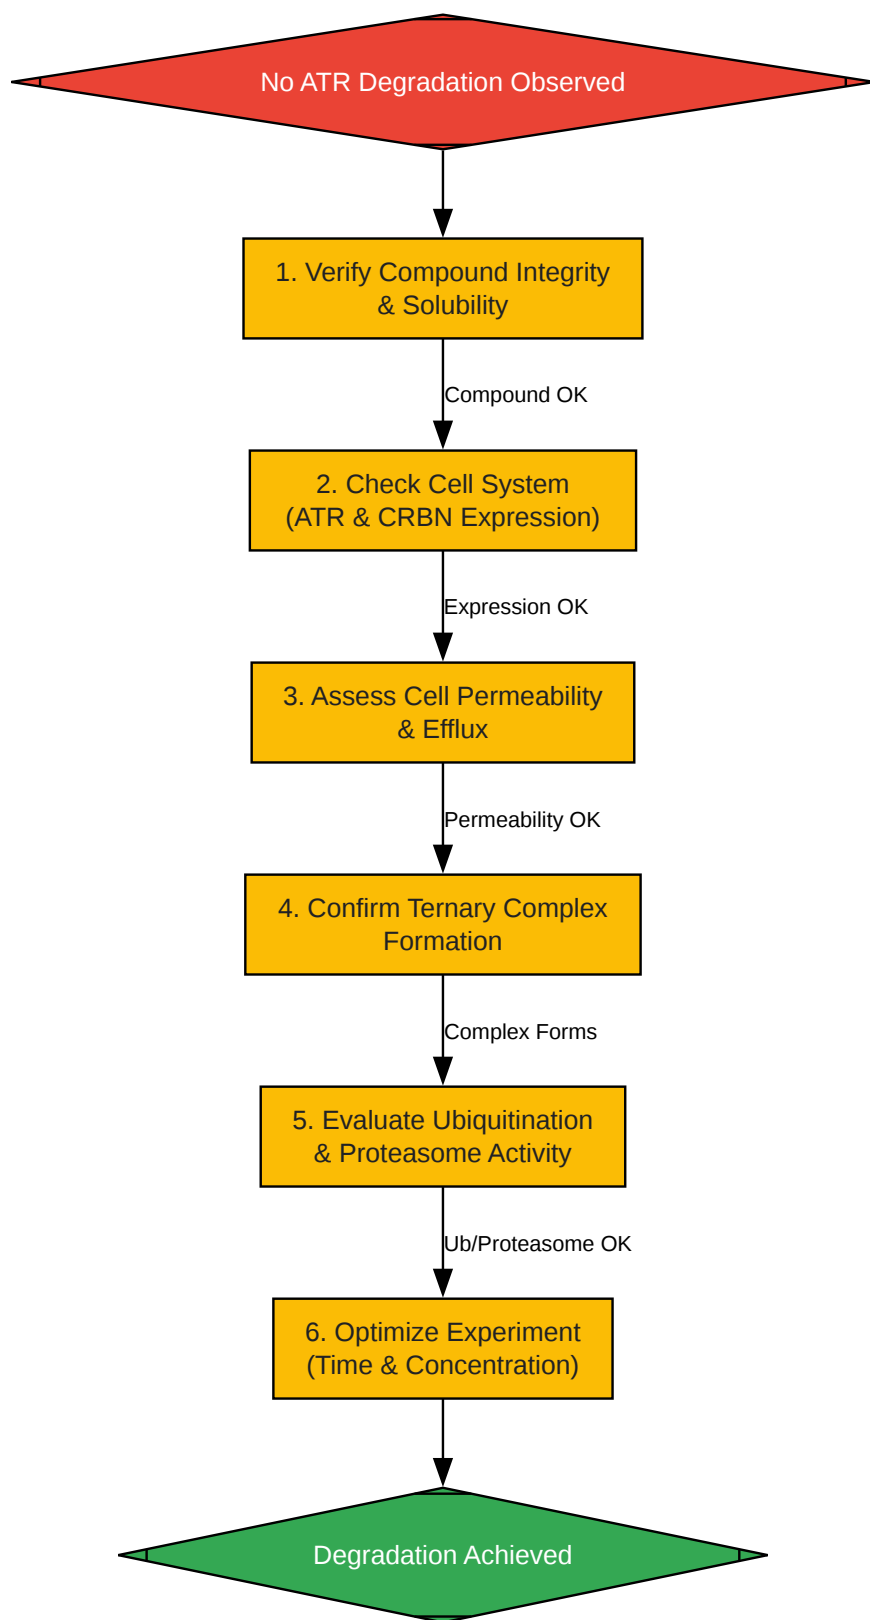 No ATR Degradation Observed
1. Verify Compound Integrity
& Solubility
Compound OK
2. Check Cell System
(ATR & CRBN Expression)
Expression OK
3. Assess Cell Permeability
& Efflux
Permeability OK
4. Confirm Ternary Complex
Formation
Complex Forms
5. Evaluate Ubiquitination
& Proteasome Activity
Ub/Proteasome OK
6. Optimize Experiment
(Time & Concentration)
Degradation Achieved